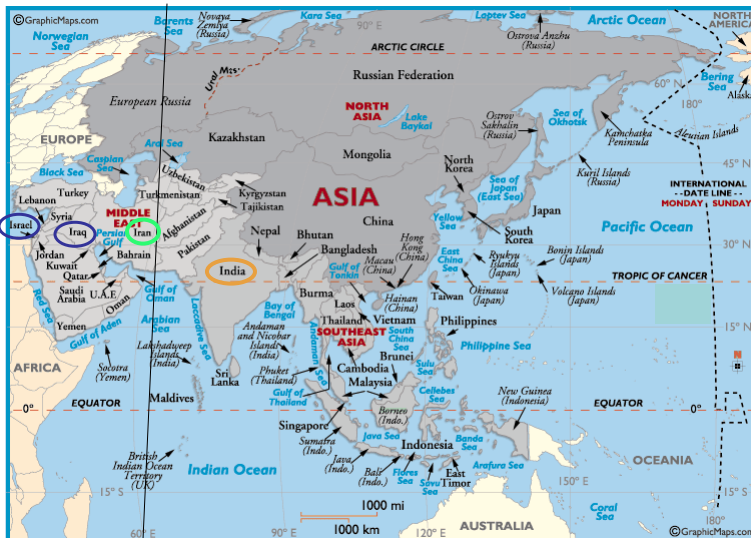 ©GraphicMaps.com
Barents
Sea
Novaya
Zemlya
(Russia)
Kara Sea
90°E
Laptev Sea
Ostrova Anzhu
(Russia)
Arctic Ocean
NORTH
AMERICA
Norwegian
Sea
ARCTIC CIRCLE
Ural Mts.
Russian Federation
Bering
Sea
Alaska
European Russia
NORTH
ASIA
Lake
Baykal
Ostrov
Sakhalin
(Russia)
Sea of
Okhotsk
Kamchatka
Peninsula
180°
Aleutian Islands
EUROPE
Kazakhstan
Mongolia
45°N
Aral Sea
Caspian
Sea
Black Sea
Uzbekistan
Turkmenistan
Kyrgyzstan
Tajikistan
North
Korea
Sea of
Japan
(East Sea)
Kuril Islands
(Russia)
INTERNATIONAL
--DATE LINE--
MONDAY
SUNDAY
Lebanon
Turkey
Syria
MIDDLE
EAST
ASIA
China
Japan
Israel
Iraq
Persian
Gulf
Iran
Afghanistan
Pakistan
Nepal
Bhutan
Bangladesh
Yellow
Sea
South
Korea
Pacific Ocean
30°N
Jordan
Kuwait
Qatar
Bahrain
Saudi
Arabia
U.A.E
Oman
Gulf of
Oman
India
Gulf of
Tonkin
Macau
(China)
Hong
Kong
(China)
East
China
Sea
Ryukyu
Islands
(Japan)
Bonin Islands
(Japan)
TROPIC OF CANCER
Red Sea
Yemen
Gulf of Aden
Arabian
Sea
Laccadive Sea
Bay of
Bengal
Burma
Laos
Hainan
(China)
Taiwan
Okinawa
(Japan)
Volcano Islands
(Japan)
Lakshadweep
Islands
(India)
Andaman
and Nicobar
Islands
(India)
Andaman Sea
Thailand
Vietnam
SOUTHEAST
ASIA
South
China
Sea
Philippines
15°N
Philippine Sea
AFRICA
Socotra
(Yemen)
Sri
Lanka
Phuket
(Thailand)
Cambodia
Brunei
Sulu
Sea
N
Maldives
Gulf of
Thailand
Malaysia
Celebes
Sea
New Guinea
(Indonesia)
0°
EQUATOR
Singapore
Borneo
(Indo.)
EQUATOR
0°
British
Indian Ocean
Territory
(UK)
Sumatra
(Indo.)
Java Sea
Indonesia
Banda
Sea
OCEANIA
Indian Ocean
Java
(Indo.)
Bali
(Indo.)
Flores
Sea
Savu
Sea
East
Timor
Arafura Sea
15°S
60°E
90°E
1000 mi
1000 km
120°E
AUSTRALIA
150°E
Coral
Sea
15°S
180°
©GraphicMaps.com